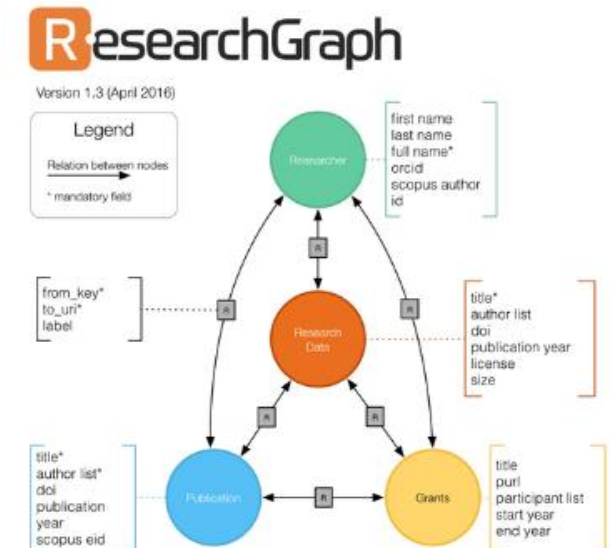 ResearchGraph
Version 1.3 (April 2016)
Legend
Relation between nodes
* mandatory field
Researcher
first name
last name
full name*
orcid
scopus author
id
R
from_key*
to_uri*
label
R
R
Research
Data
title*
author list
doi
publication year
license
size
R
R
title*
author list*
doi
publication
year
scopus eid
Publication
R
Grants
title
purl
participant list
start year
end year